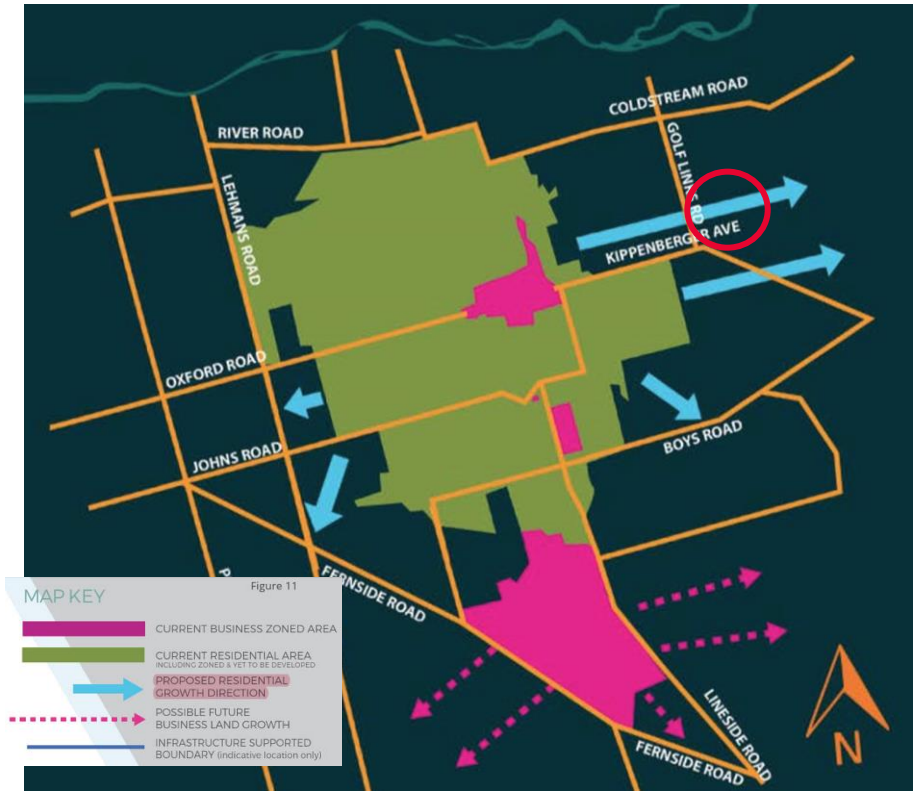 COLDSTREAM ROAD
RIVER ROAD
GOLF LINKS RD
LEHMANS ROAD
KIPPENBERGER AVE
OXFORD ROAD
JOHNS ROAD
BOYS ROAD
FERNSIDE ROAD
LINESIDE ROAD
FERNSIDE ROAD
N
Figure 11
MAP KEY
CURRENT BUSINESS ZONED AREA
CURRENT RESIDENTIAL AREA
INCLUDING ZONED & YET TO BE DEVELOPED
PROPOSED RESIDENTIAL
GROWTH DIRECTION
POSSIBLE FUTURE
BUSINESS LAND GROWTH
INFRASTRUCTURE SUPPORTED
BOUNDARY (indicative location only)